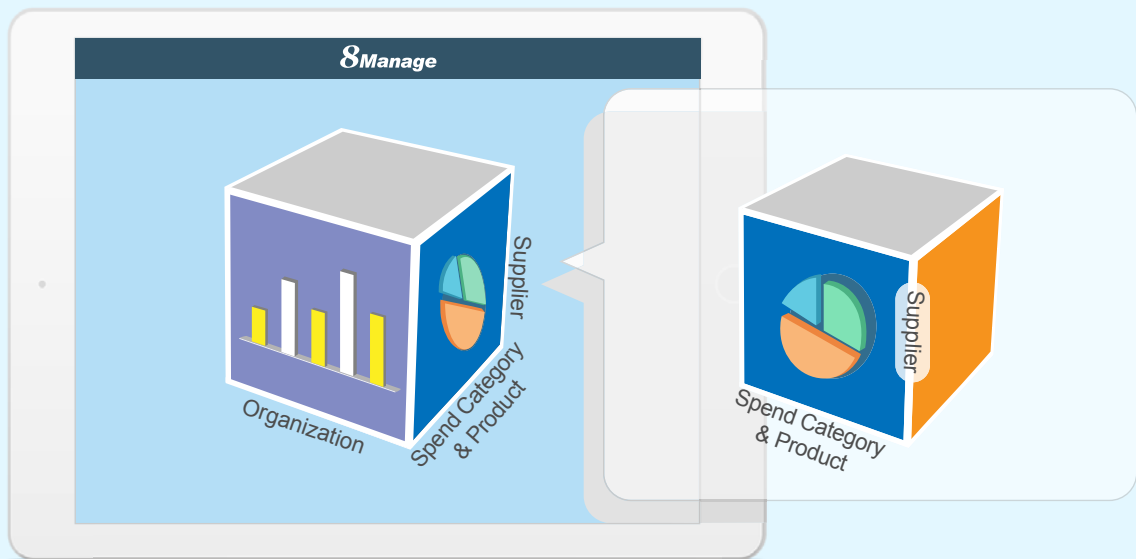 8Manage
Supplier
Organization
Spend Category
& Product
Supplier
Spend Category
& Product